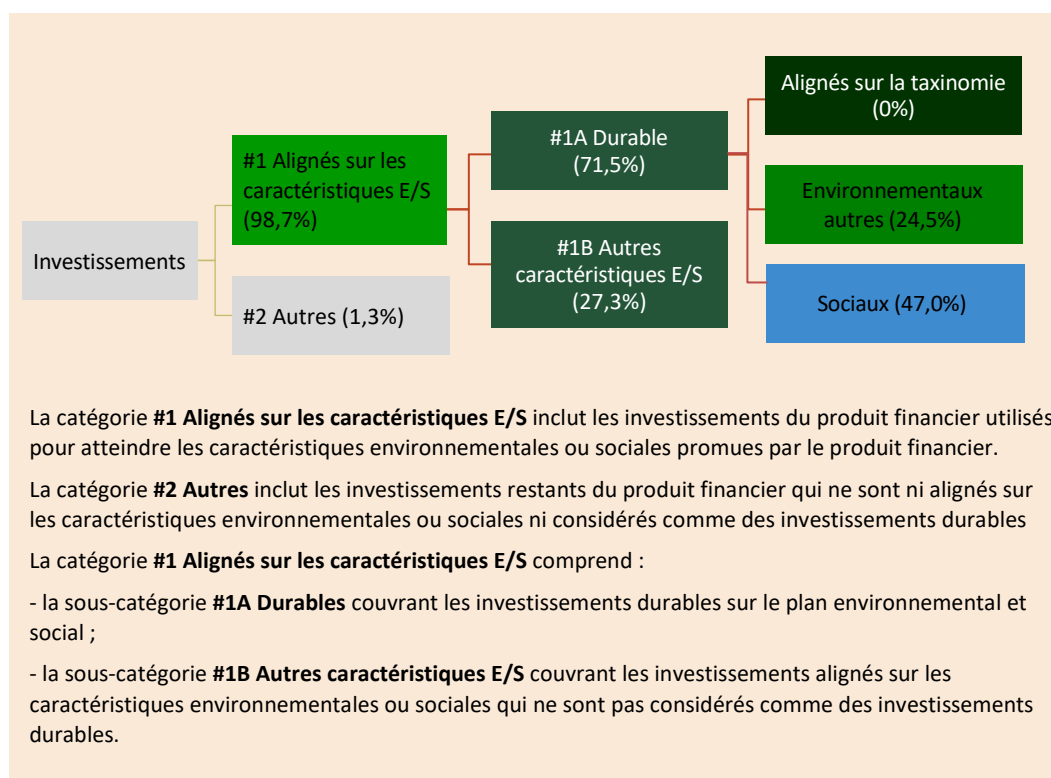 Investissements
#1 Alignés sur les
caractéristiques E/S
(98,7%)
#2 Autres (1,3%)
#1A Durable
(71,5%)
#1B Autres
caractéristiques E/S
(27,3%)
Alignés sur la taxinomie
(0%)
Environnementaux
autres (24,5%)
Sociaux (47,0%)
La catégorie #1 Alignés sur les caractéristiques E/S inclut les investissements du produit financier utilisés
pour atteindre les caractéristiques environnementales ou sociales promues par le produit financier.
La catégorie #2 Autres inclut les investissements restants du produit financier qui ne sont ni alignés sur
les caractéristiques environnementales ou sociales ni considérés comme des investissements durables
La catégorie #1 Alignés sur les caractéristiques E/S comprend :
- la sous-catégorie #1A Durables couvrant les investissements durables sur le plan environnemental et
social ;
- la sous-catégorie #1B Autres caractéristiques E/S couvrant les investissements alignés sur les
caractéristiques environnementales ou sociales qui ne sont pas considérés comme des investissements
durables.